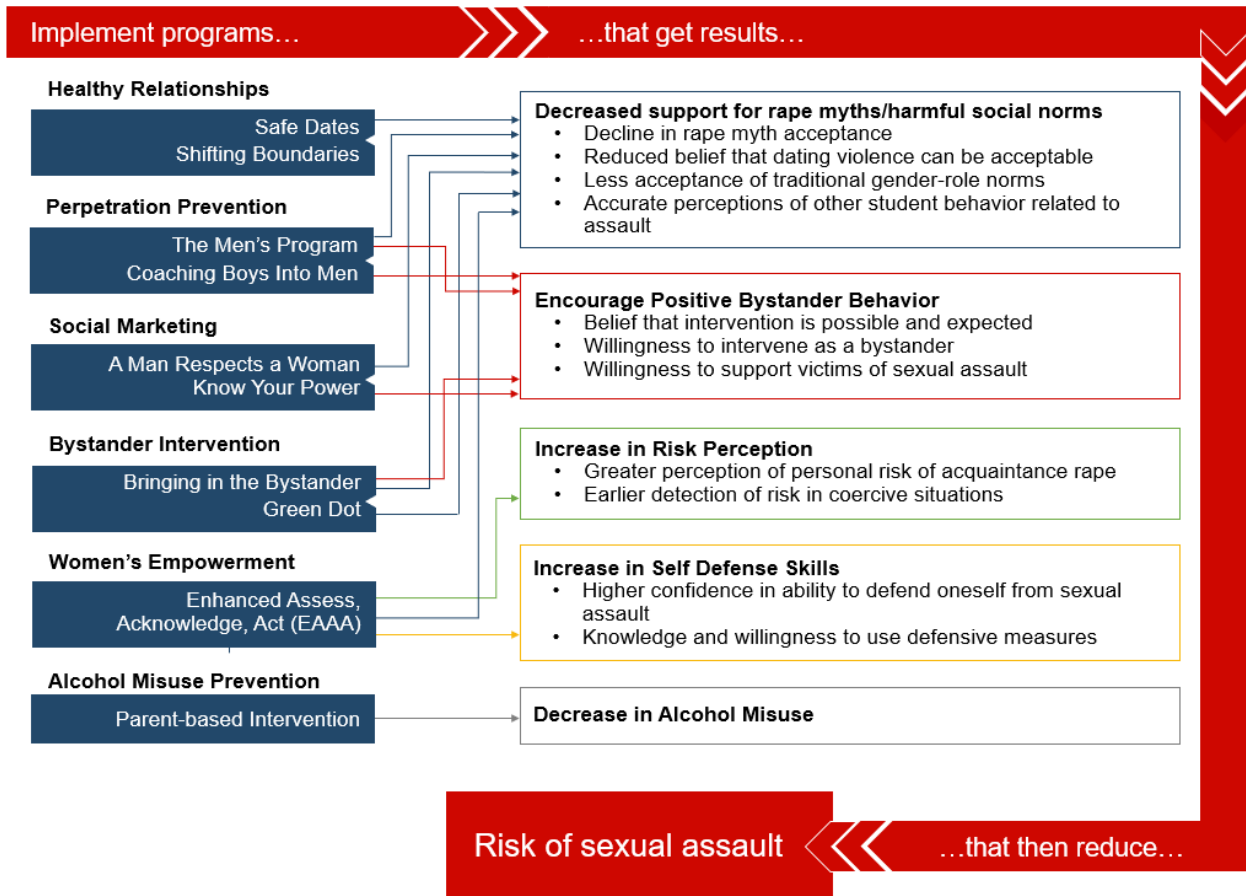 Implement programs…
…that get results…
Healthy Relationships
Safe Dates
Shifting Boundaries
Perpetration Prevention
The Men’s Program
Coaching Boys Into Men
Social Marketing
A Man Respects a Woman
Know Your Power
Bystander Intervention
Bringing in the Bystander
Green Dot
Women’s Empowerment
Enhanced Assess,
Acknowledge, Act (EAAA)
Alcohol Misuse Prevention
Parent-based Intervention
Decreased support for rape myths/harmful social norms
• Decline in rape myth acceptance
• Reduced belief that dating violence can be acceptable
• Less acceptance of traditional gender-role norms
• Accurate perceptions of other student behavior related to
assault
Encourage Positive Bystander Behavior
• Belief that intervention is possible and expected
• Willingness to intervene as a bystander
• Willingness to support victims of sexual assault
Increase in Risk Perception
• Greater perception of personal risk of acquaintance rape
• Earlier detection of risk in coercive situations
Increase in Self Defense Skills
• Higher confidence in ability to defend oneself from sexual
assault
• Knowledge and willingness to use defensive measures
Decrease in Alcohol Misuse
…that then reduce…
Risk of sexual assault